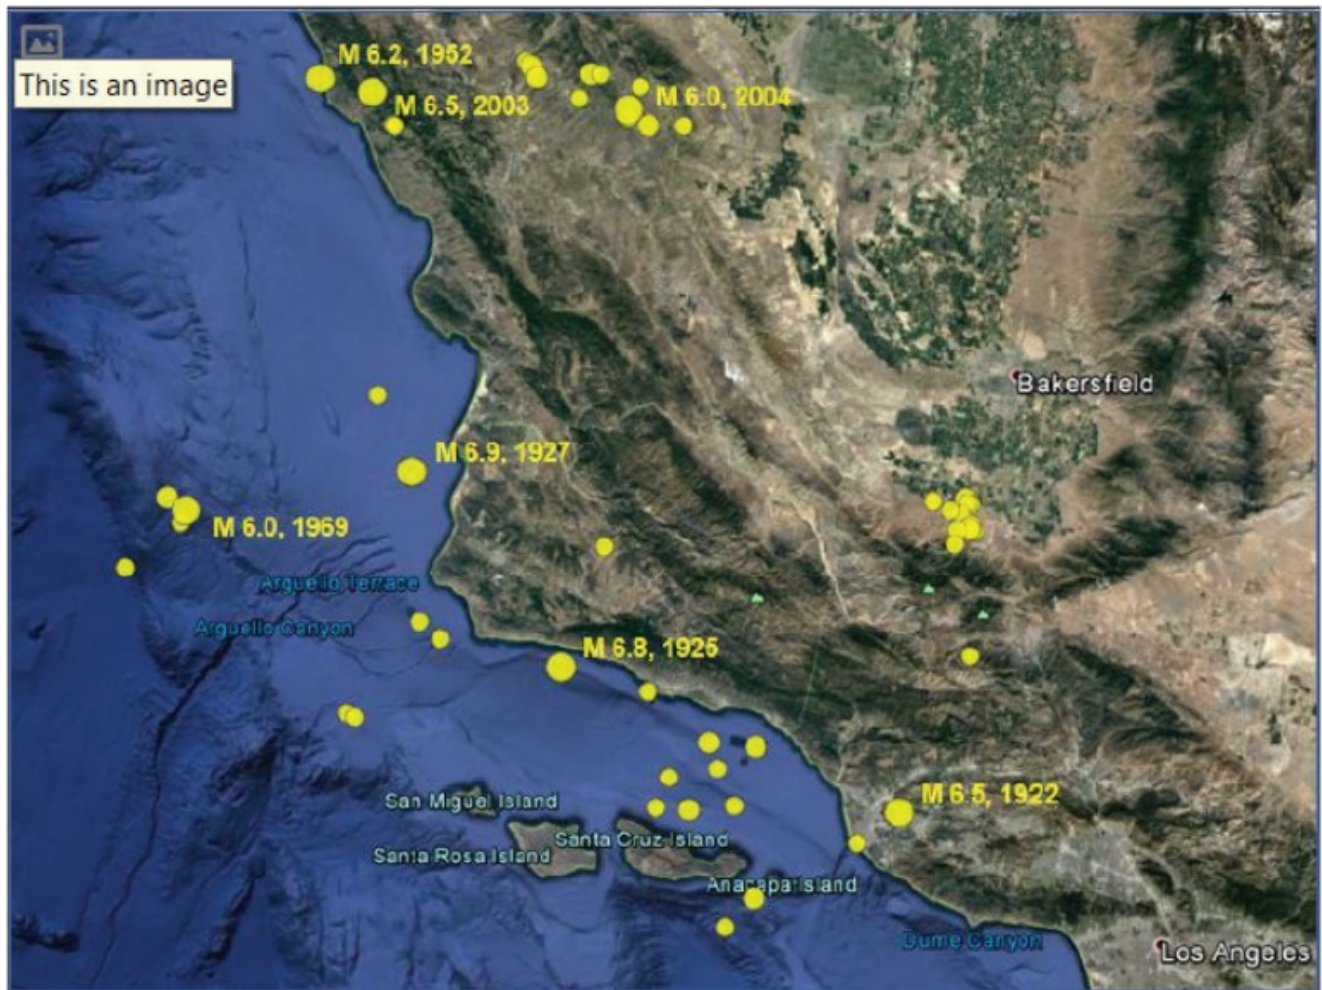 M 6.2, 1952
This is an image
M 6.5, 2003
M 6.0, 2004
Bakersfield
M 6.9, 1927
M 6.0, 1969
Arguello Terrace
Arguello Canyon
M 6.8, 1925
San Miguel Island
M 6.5, 1922
Santa Cruz Island
Santa Rosa Island
Anacapa Island
Dume Canyon
Los Angeles